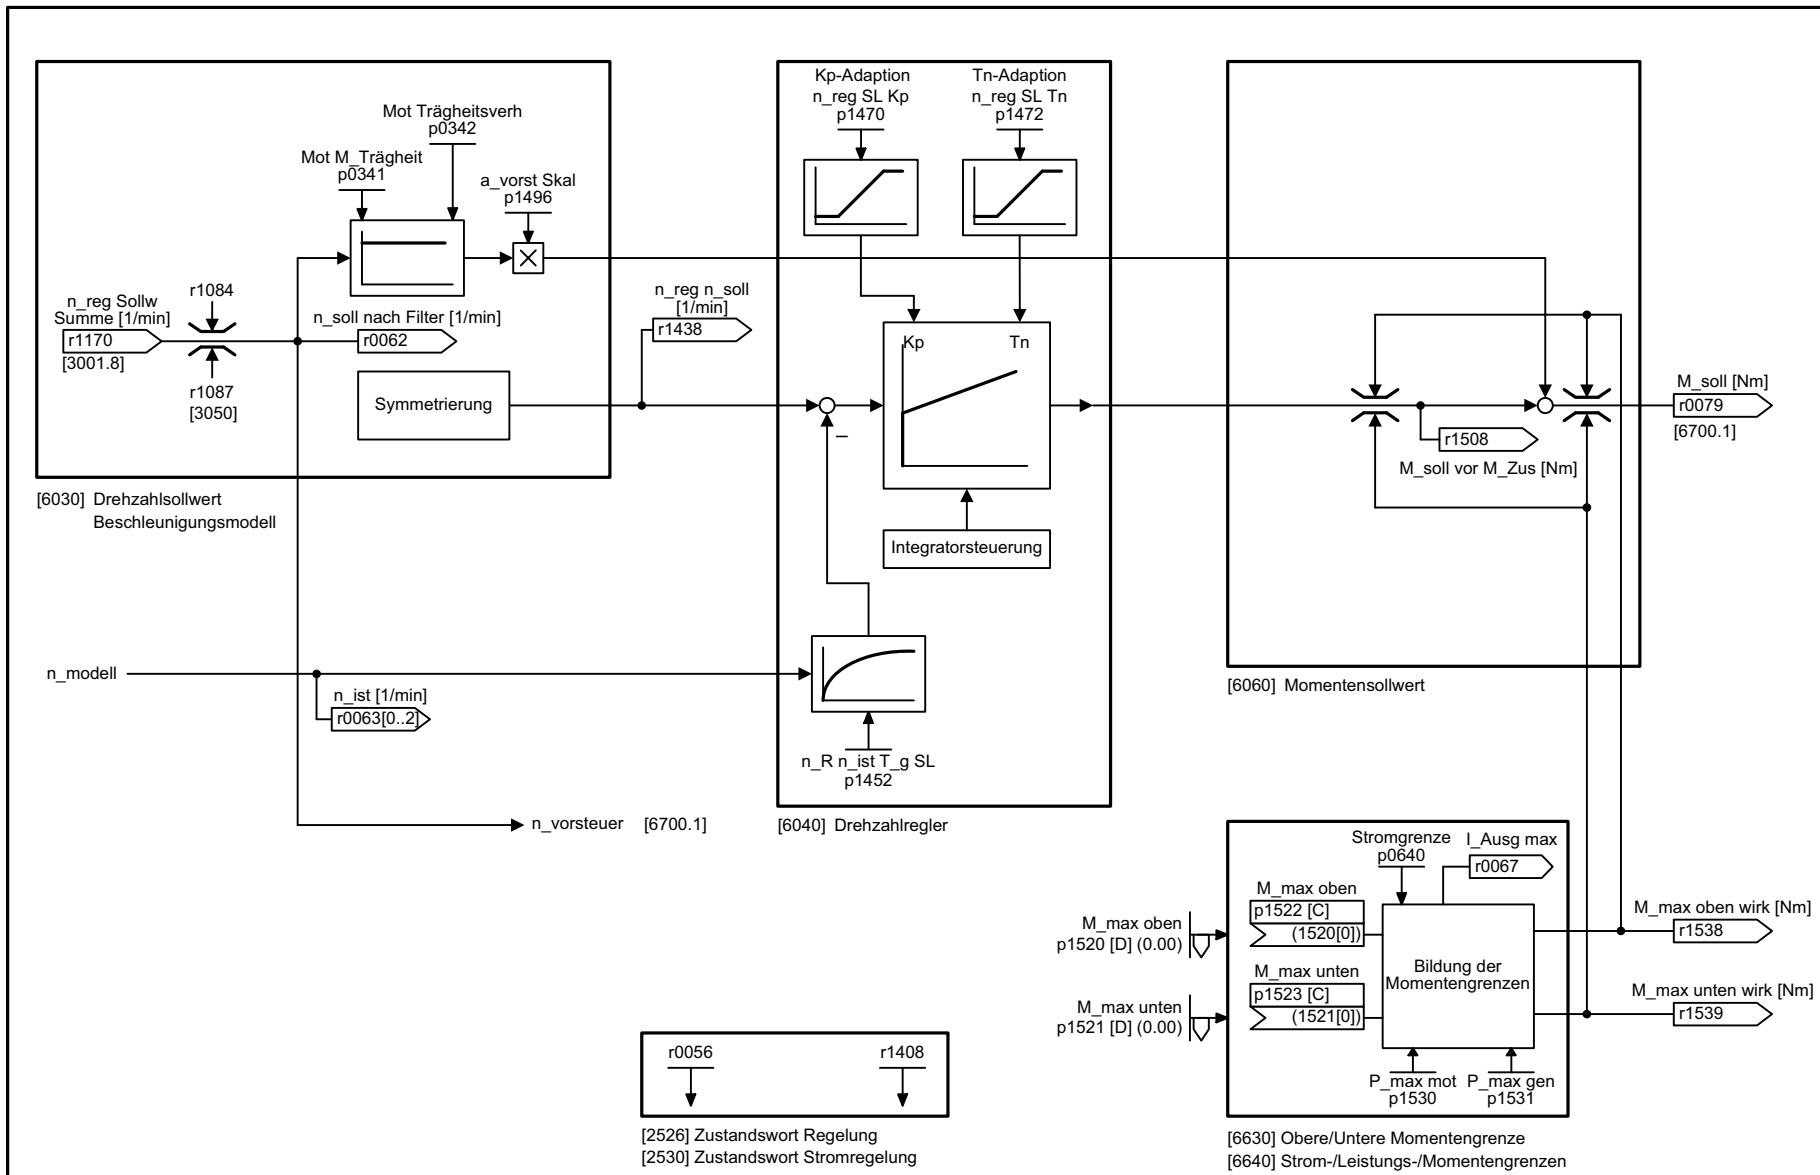 Mot Trägheitsverh
p0342
Mot M_Trägheit
p0341
a_vorst Skal
p1496
r1084
n_reg Sollw
Summe [1/min]
r1170
[3001.8]
r1087
[3050]
n_soll nach Filter [1/min]
r0062
Symmetrierung
[6030] Drehzahlsollwert
Beschleunigungsmodell
n_reg n_soll
[1/min]
r1438
Kp-Adaption
n_reg SL Kp
p1470
Tn-Adaption
n_reg SL Tn
p1472
Kp
Tn
–
Integratorsteuerung
n_modell
n_ist [1/min]
r0063[0..2]
n_R n_ist T_g SL
p1452
n_vorsteuer [6700.1]
[6040] Drehzahlregler
r1508
M_soll vor M_Zus [Nm]
M_soll [Nm]
r0079
[6700.1]
[6060] Momentensollwert
Stromgrenze
p0640
I_Ausg max
r0067
M_max oben
p1520 [D] (0.00)
M_max oben
p1522 [C]
(1520[0])
M_max unten
p1521 [D] (0.00)
M_max unten
p1523 [C]
(1521[0])
Bildung der
Momentengrenzen
M_max oben wirk [Nm]
r1538
M_max unten wirk [Nm]
r1539
P_max mot
p1530
P_max gen
p1531
[6630] Obere/Untere Momentengrenze
[6640] Strom-/Leistungs-/Momentengrenzen
r0056
r1408
[2526] Zustandswort Regelung
[2530] Zustandswort Stromregelung